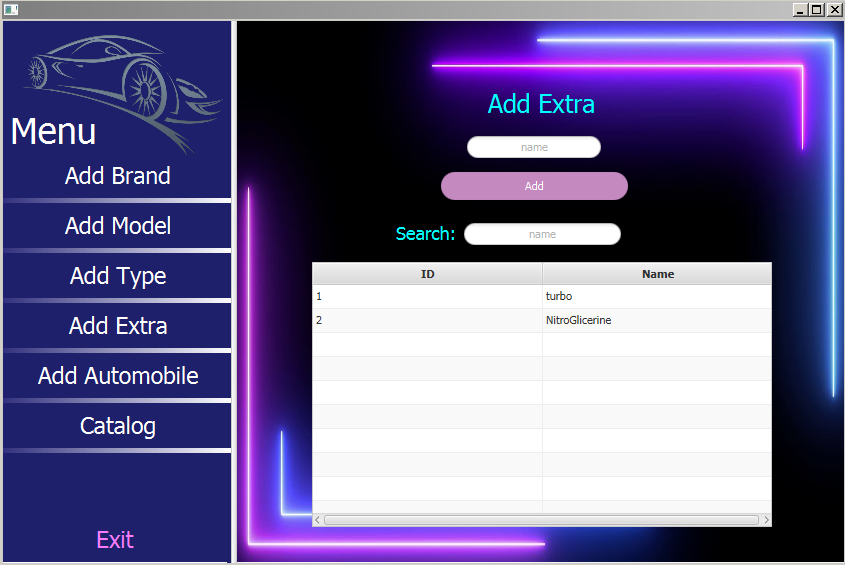 Menu
Add Brand
Add Model
Add Type
Add Extra
Add Automobile
Catalog
Exit
Add Extra
name
Add
Search: name
ID Name
1 turbo
2 NitroGlicerine